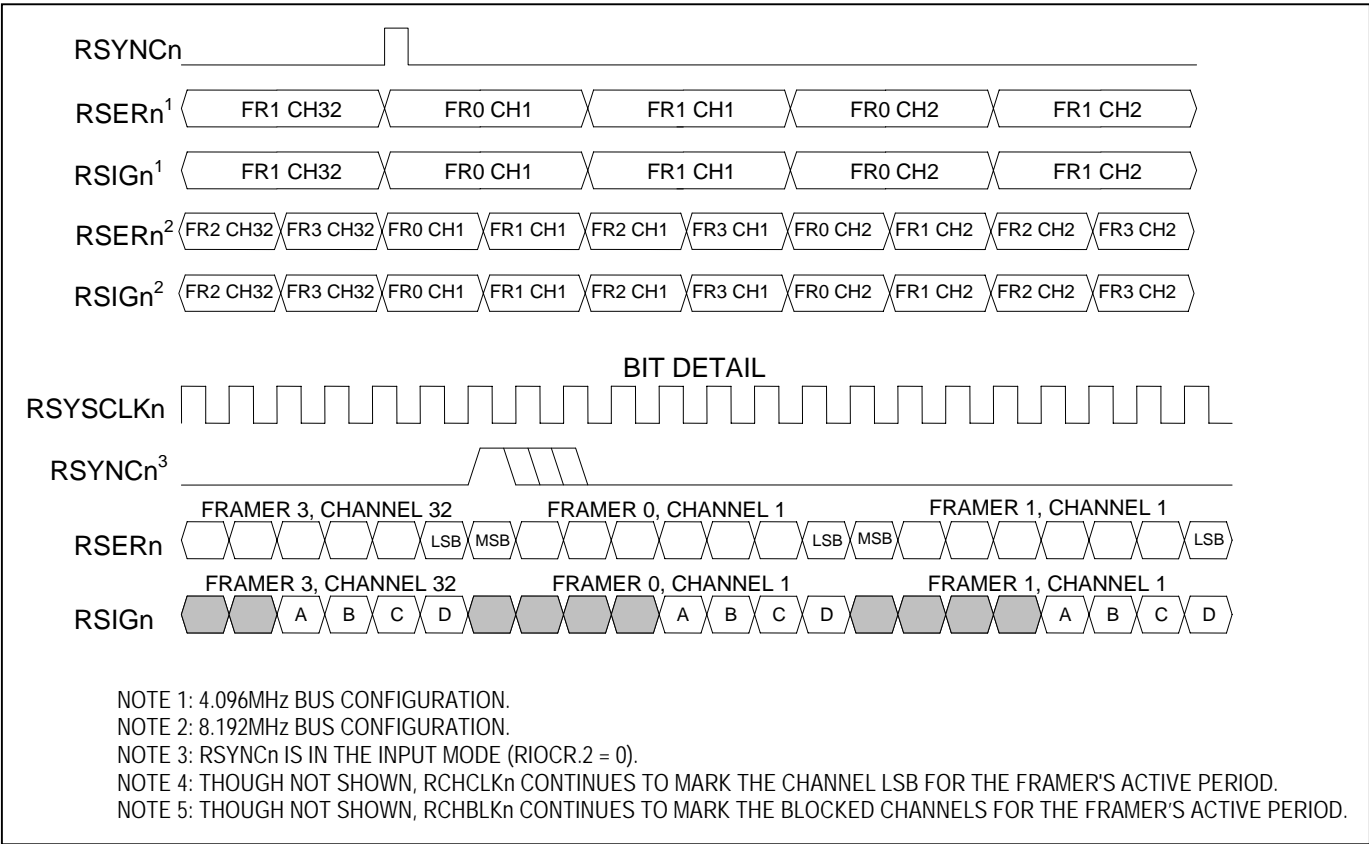 RSYNCn
RSERn1 FR1 CH32 FR0 CH1 FR1 CH1 FR0 CH2 FR1 CH2
RSIGn1 FR1 CH32 FR0 CH1 FR1 CH1 FR0 CH2 FR1 CH2
RSERn2 FR2 CH32 FR3 CH32 FR0 CH1 FR1 CH1 FR2 CH1 FR3 CH1 FR0 CH2 FR1 CH2 FR2 CH2 FR3 CH2
RSIGn2 FR2 CH32 FR3 CH32 FR0 CH1 FR1 CH1 FR2 CH1 FR3 CH1 FR0 CH2 FR1 CH2 FR2 CH2 FR3 CH2
BIT DETAIL
RSYSCLKn
RSYNCn3
FRAMER 3, CHANNEL 32 FRAMER 0, CHANNEL 1 FRAMER 1, CHANNEL 1
RSERn LSB MSB LSB MSB LSB
FRAMER 3, CHANNEL 32 FRAMER 0, CHANNEL 1 FRAMER 1, CHANNEL 1
RSIGn A B C D A B C D A B C D
NOTE 1: 4.096MHz BUS CONFIGURATION.
NOTE 2: 8.192MHz BUS CONFIGURATION.
NOTE 3: RSYNCn IS IN THE INPUT MODE (RIOCR.2 = 0).
NOTE 4: THOUGH NOT SHOWN, RCHCLKn CONTINUES TO MARK THE CHANNEL LSB FOR THE FRAMER'S ACTIVE PERIOD.
NOTE 5: THOUGH NOT SHOWN, RCHBLKn CONTINUES TO MARK THE BLOCKED CHANNELS FOR THE FRAMER’S ACTIVE PERIOD.